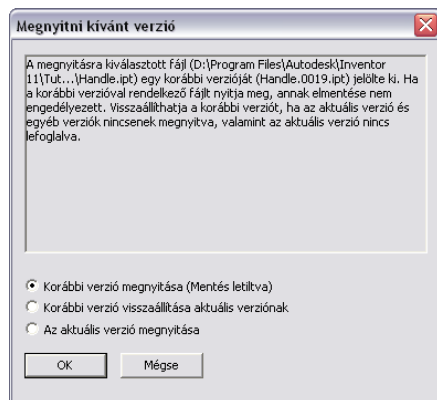 Megnyitni kívánt verzió
A megnyitásra kiválasztott fájl (D:\Program Files\Autodesk\Inventor
11\Tut...\Handle.ipt) egy korábbi verzióját (Handle.0019.ipt) jelölte ki. Ha
a korábbi verzióval rendelkező fájlt nyitja meg, annak elmentése nem
engedélyezett. Visszaállíthatja a korábbi verziót, ha az aktuális verzió és
egyéb verziók nincsenek megnyitva, valamint az aktuális verzió nincs
lefoglalva.
Korábbi verzió megnyitása (Mentés letiltva)
Korábbi verzió visszaállítása aktuális verziónak
Az aktuális verzió megnyitása
OK Mégse